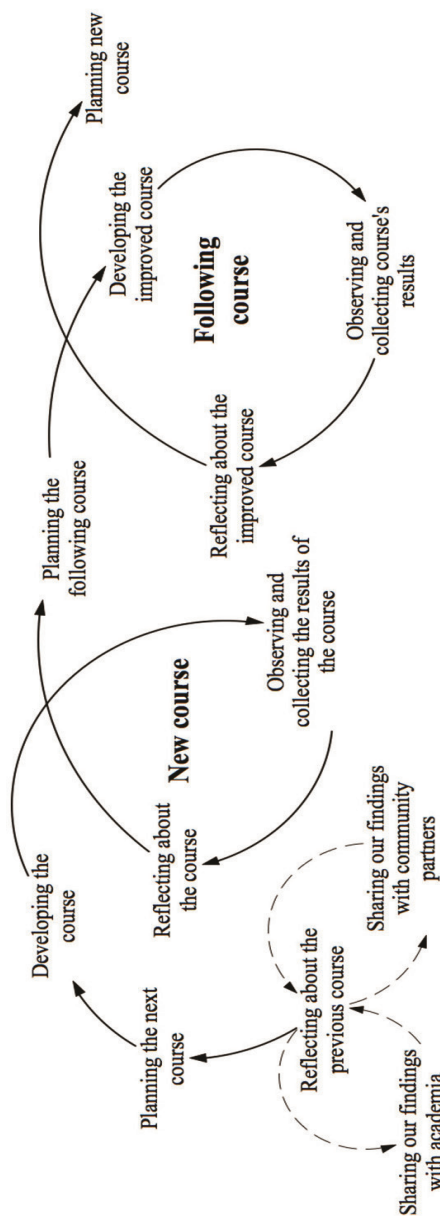 Sharing our findings
with academia
Reflecting about the
previous course
Sharing our findings
with community
partners
Planning the next
course
Developing the
course
New course
Observing and
collecting the results of
the course
Reflecting about
the course
Planning the
following course
Developing the
improved course
Following
course
Observing and
collecting course's
results
Reflecting about the
improved course
Planning new
course